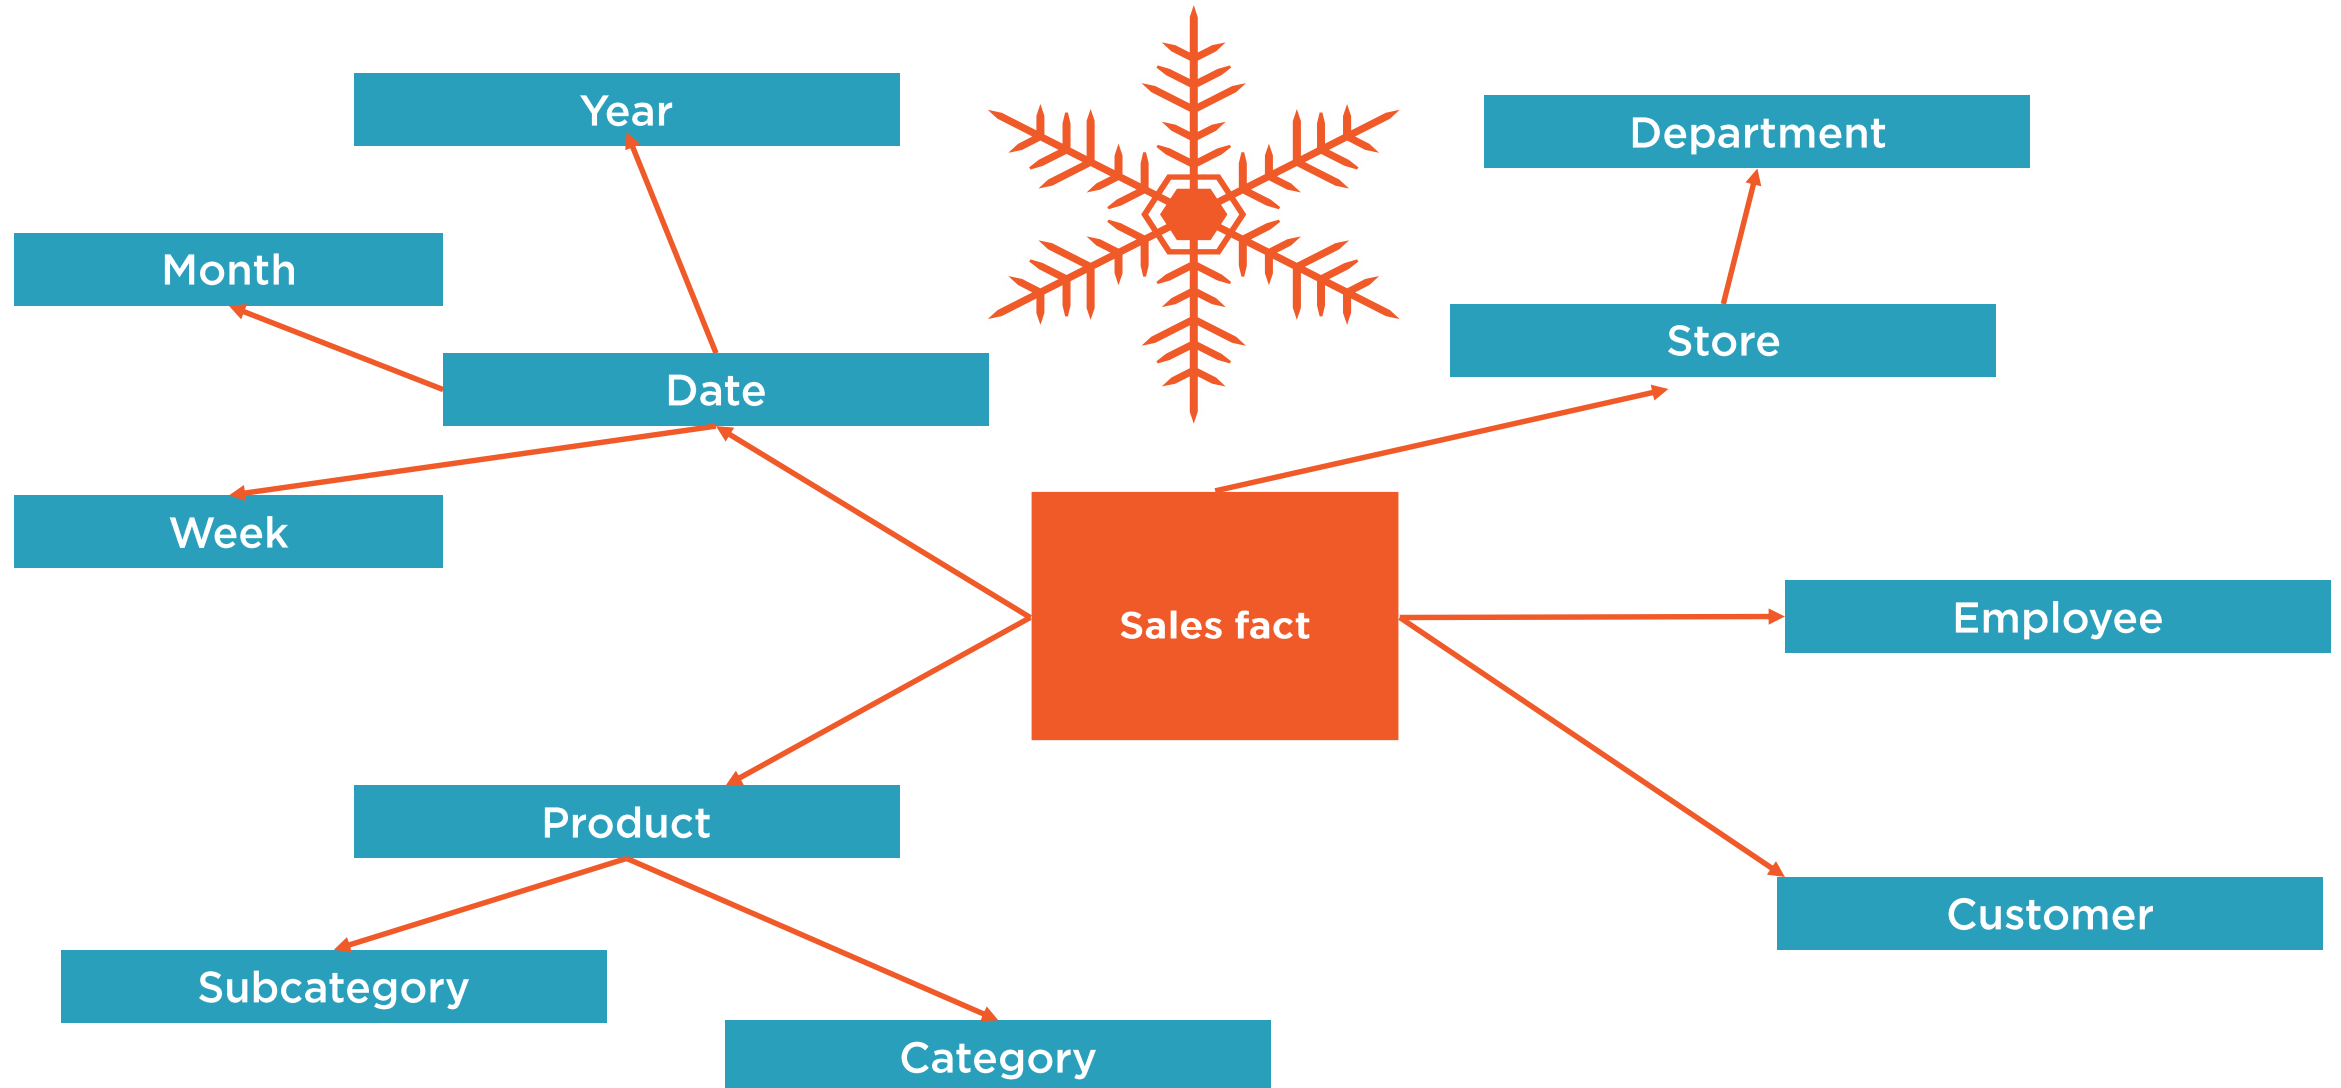 Year
Department
Month
Store
Date
Week
Sales fact
Employee
Product
Customer
Subcategory
Category